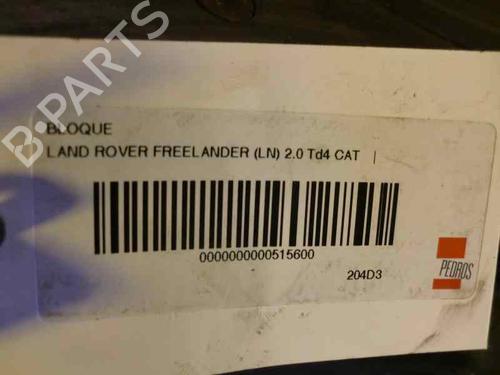 BLOQUE
LAND ROVER FREELANDER (LN) 2.0 Td4 CAT |
0000000000515600
204D3
PEDROS
B-PARTS